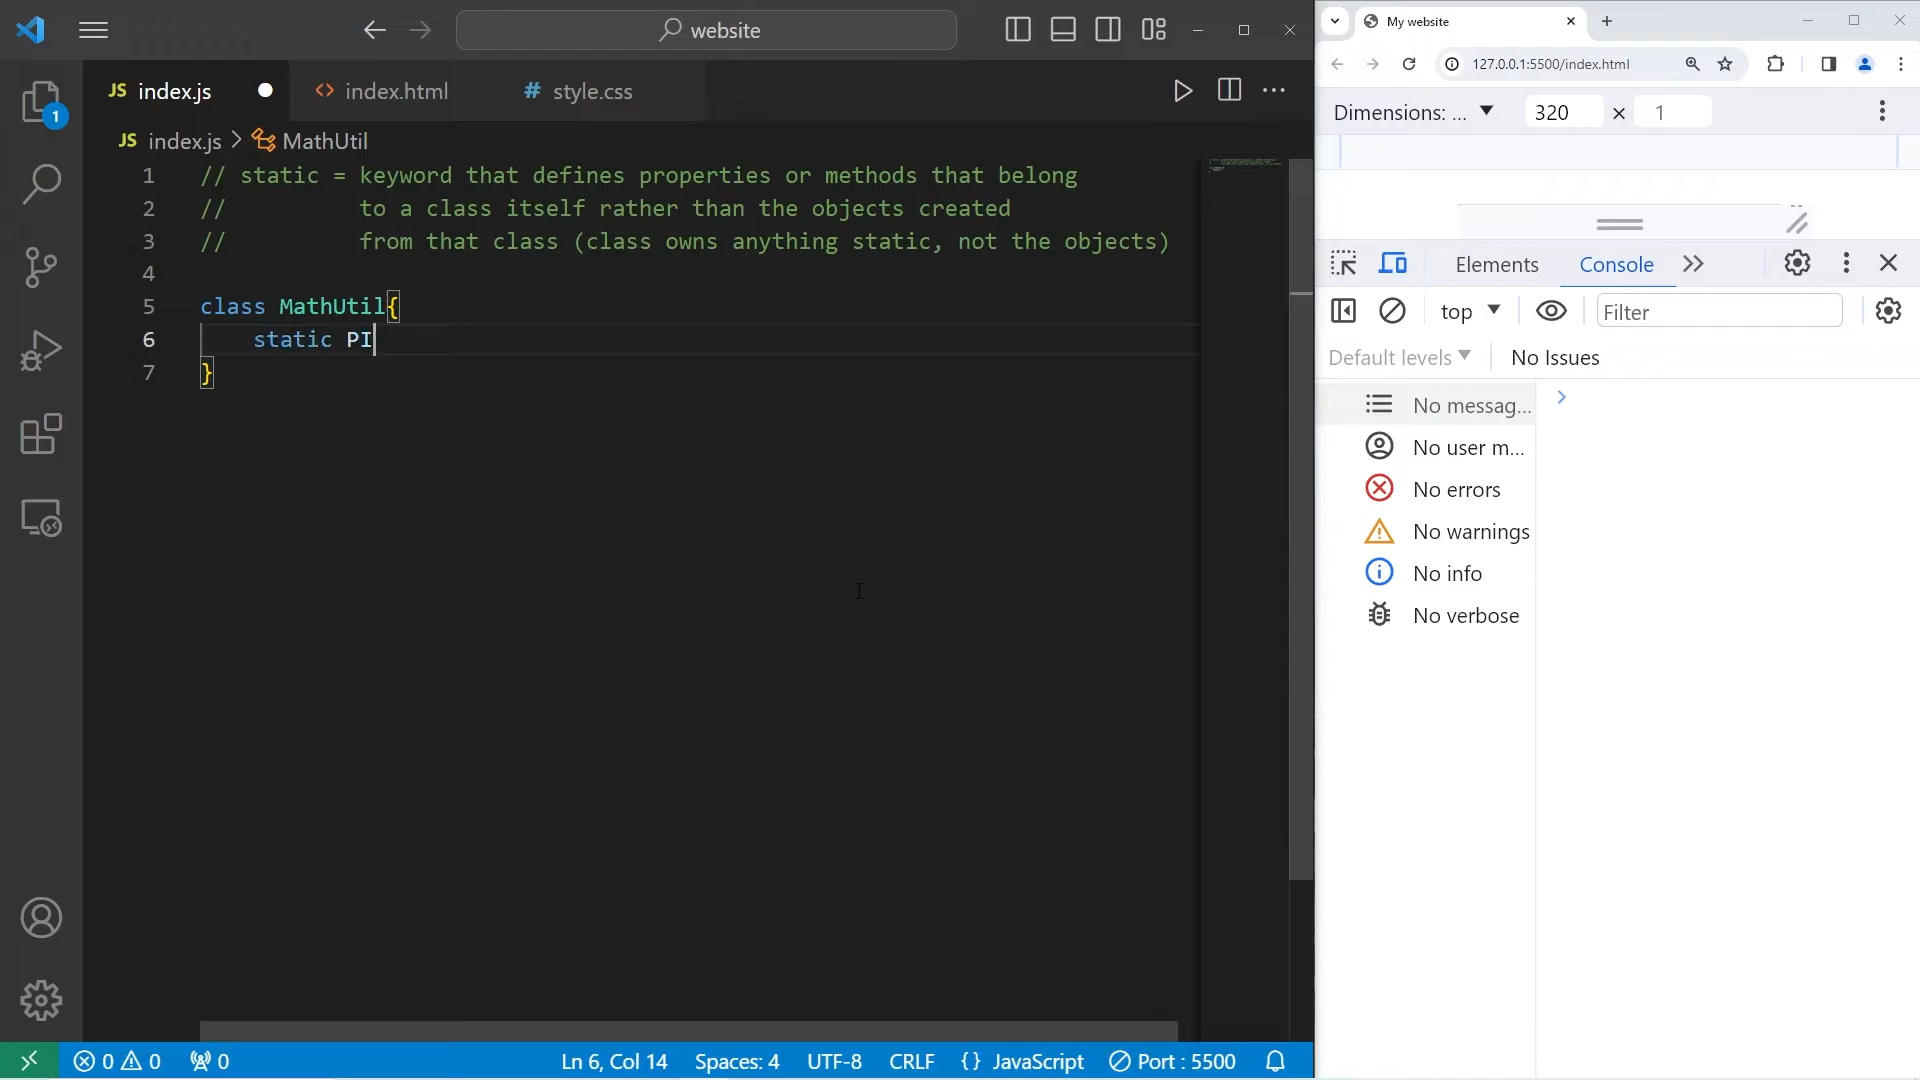 website
My website
127.0.0.1:5500/index.html
JS index.js
<> index.html
# style.css
Dimensions: ... 320 × 1
JS index.js > MathUtil
1 // static = keyword that defines properties or methods that belong
2 //          to a class itself rather than the objects created
3 //          from that class (class owns anything static, not the objects)
4
5 class MathUtil{
6     static PI
7 }
1
Elements Console
top Filter
Default levels No Issues
No messag...
No user m...
No errors
No warnings
No info
No verbose
0 0 0 Ln 6, Col 14 Spaces: 4 UTF-8 CRLF {} JavaScript Port : 5500